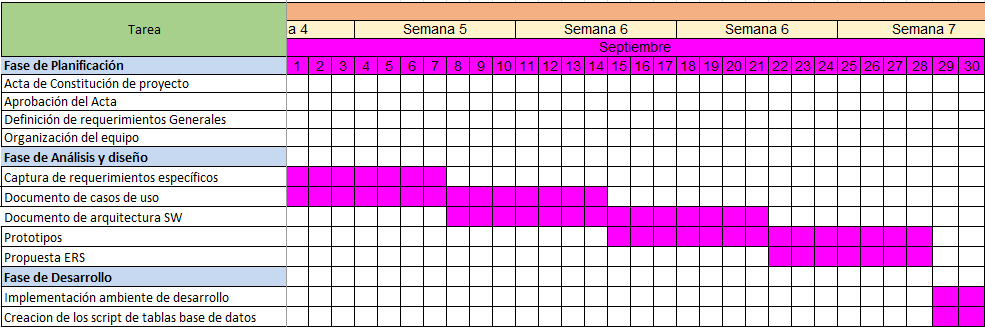 Tarea
a 4 Semana 5 Semana 6 Semana 6 Semana 7
Septiembre
Fase de Planificación 1 2 3 4 5 6 7 8 9 10 11 12 13 14 15 16 17 18 19 20 21 22 23 24 25 26 27 28 29 30
Acta de Constitución de proyecto
Aprobación del Acta
Definición de requerimientos Generales
Organización del equipo
Fase de Análisis y diseño
Captura de requerimientos específicos
Documento de casos de uso
Documento de arquitectura SW
Prototipos
Propuesta ERS
Fase de Desarrollo
Implementación ambiente de desarrollo
Creacion de los script de tablas base de datos